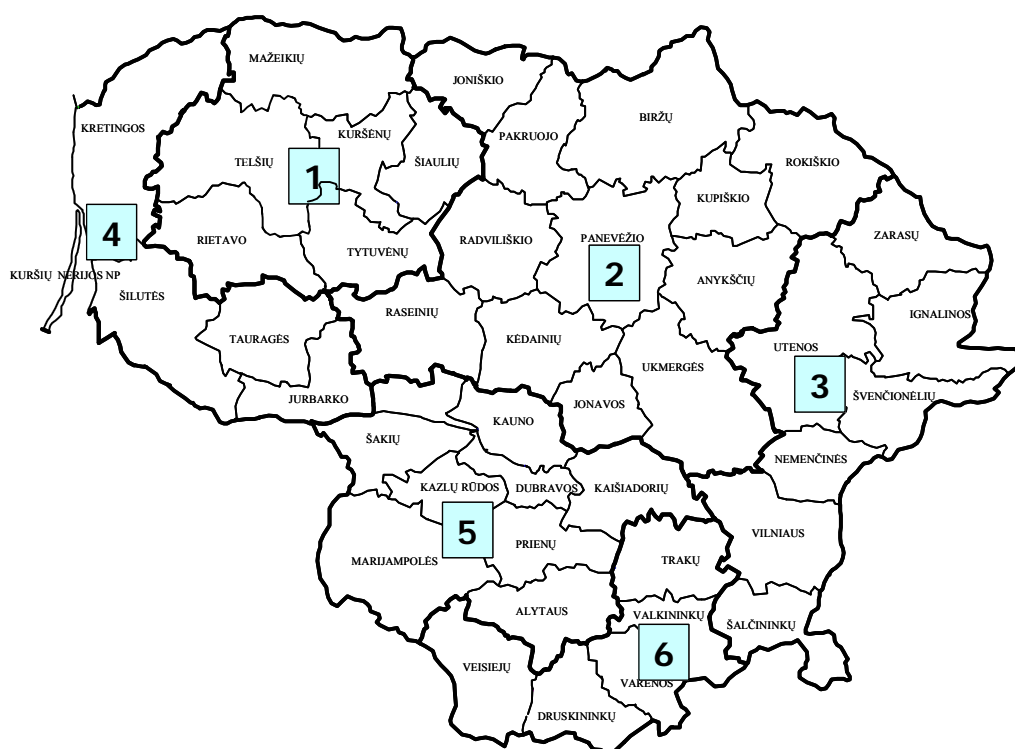 MAŽEIKIŲ
JONIŠKIO
KRETINGOS
KURŠĖNŲ
PAKRUOJO
BIRŽŲ
TELŠIŲ
1
ŠIAULIŲ
ROKIŠKIO
KUPIŠKIO
4
RIETAVO
TYTUVĖNŲ
RADVILIŠKIO
PANEVĖŽIO
ZARASŲ
2
ANYKŠČIŲ
KURŠIŲ NERIJOS NP
ŠILUTĖS
RASEINIŲ
IGNALINOS
TAURAGĖS
KĖDAINIŲ
UTENOS
UKMERGĖS
3
JURBARKO
JONAVOS
ŠVENČIONĖLIŲ
KAUNO
ŠAKIŲ
NEMENČINĖS
KAZLŲ RŪDOS
DUBRAVOS
KAIŠIADORIŲ
5
PRIENŲ
VILNIAUS
MARIJAMPOLĖS
TRAKŲ
ALYTAUS
VALKININKŲ
ŠALČININKŲ
6
VEISIEJŲ
VARĖNOS
DRUSKININKŲ